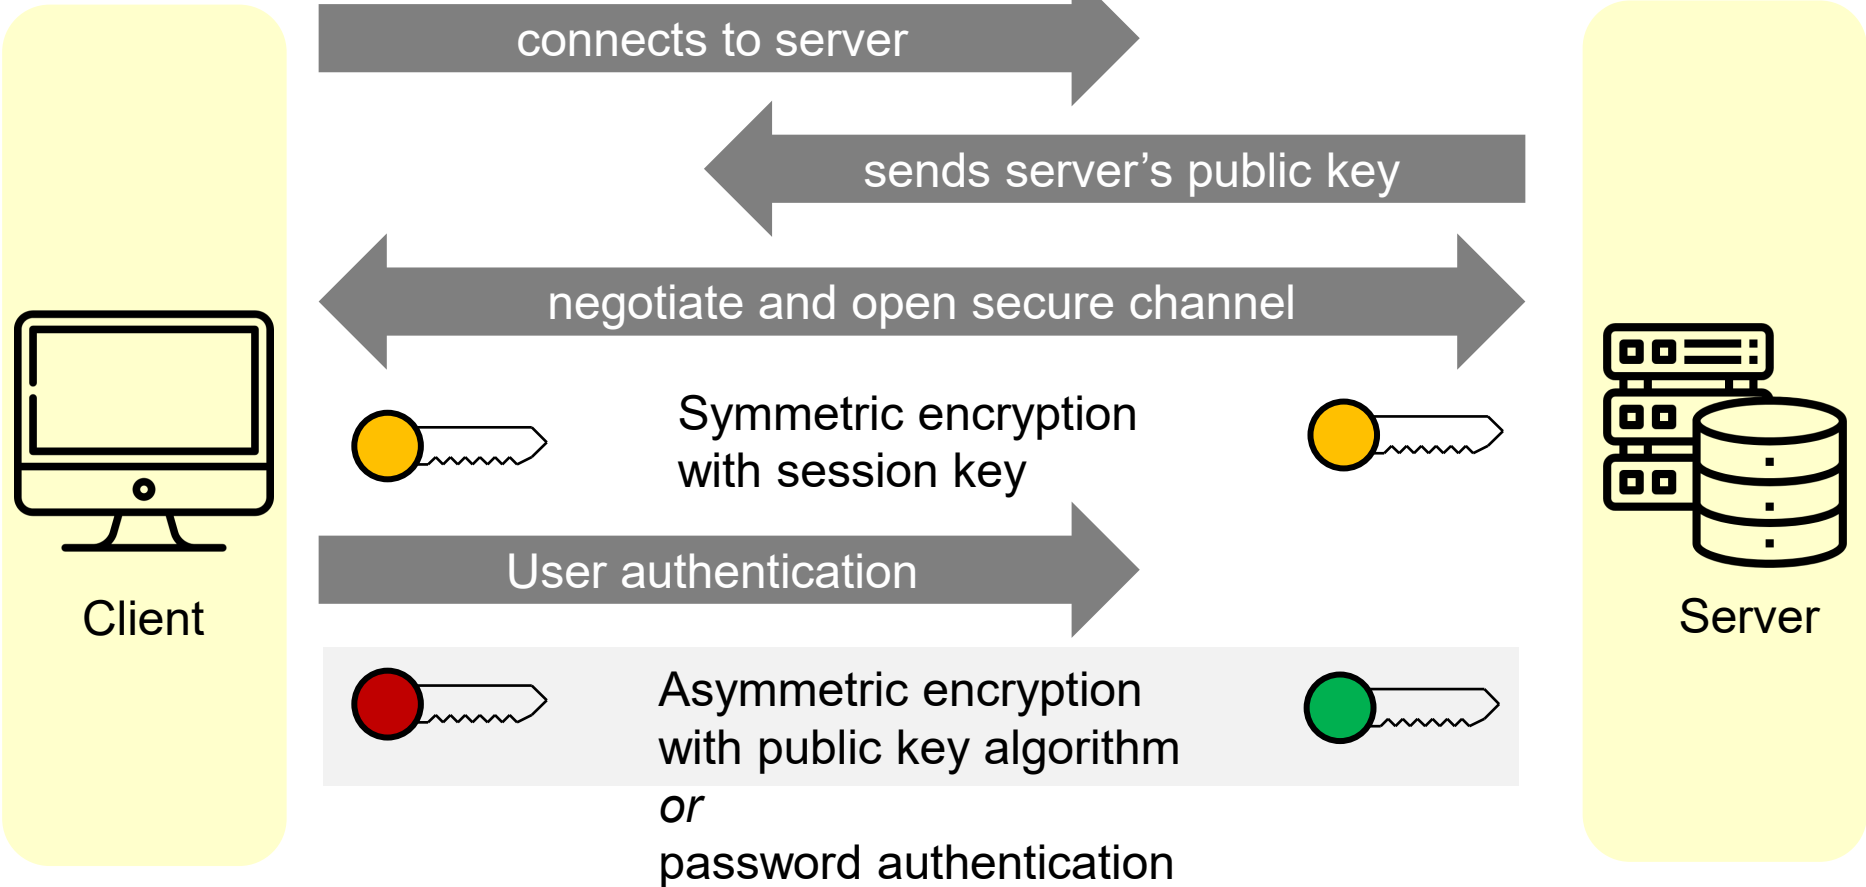 connects to server
sends server’s public key
negotiate and open secure channel
Symmetric encryption
with session key
User authentication
Client
Server
Asymmetric encryption
with public key algorithm
or
password authentication